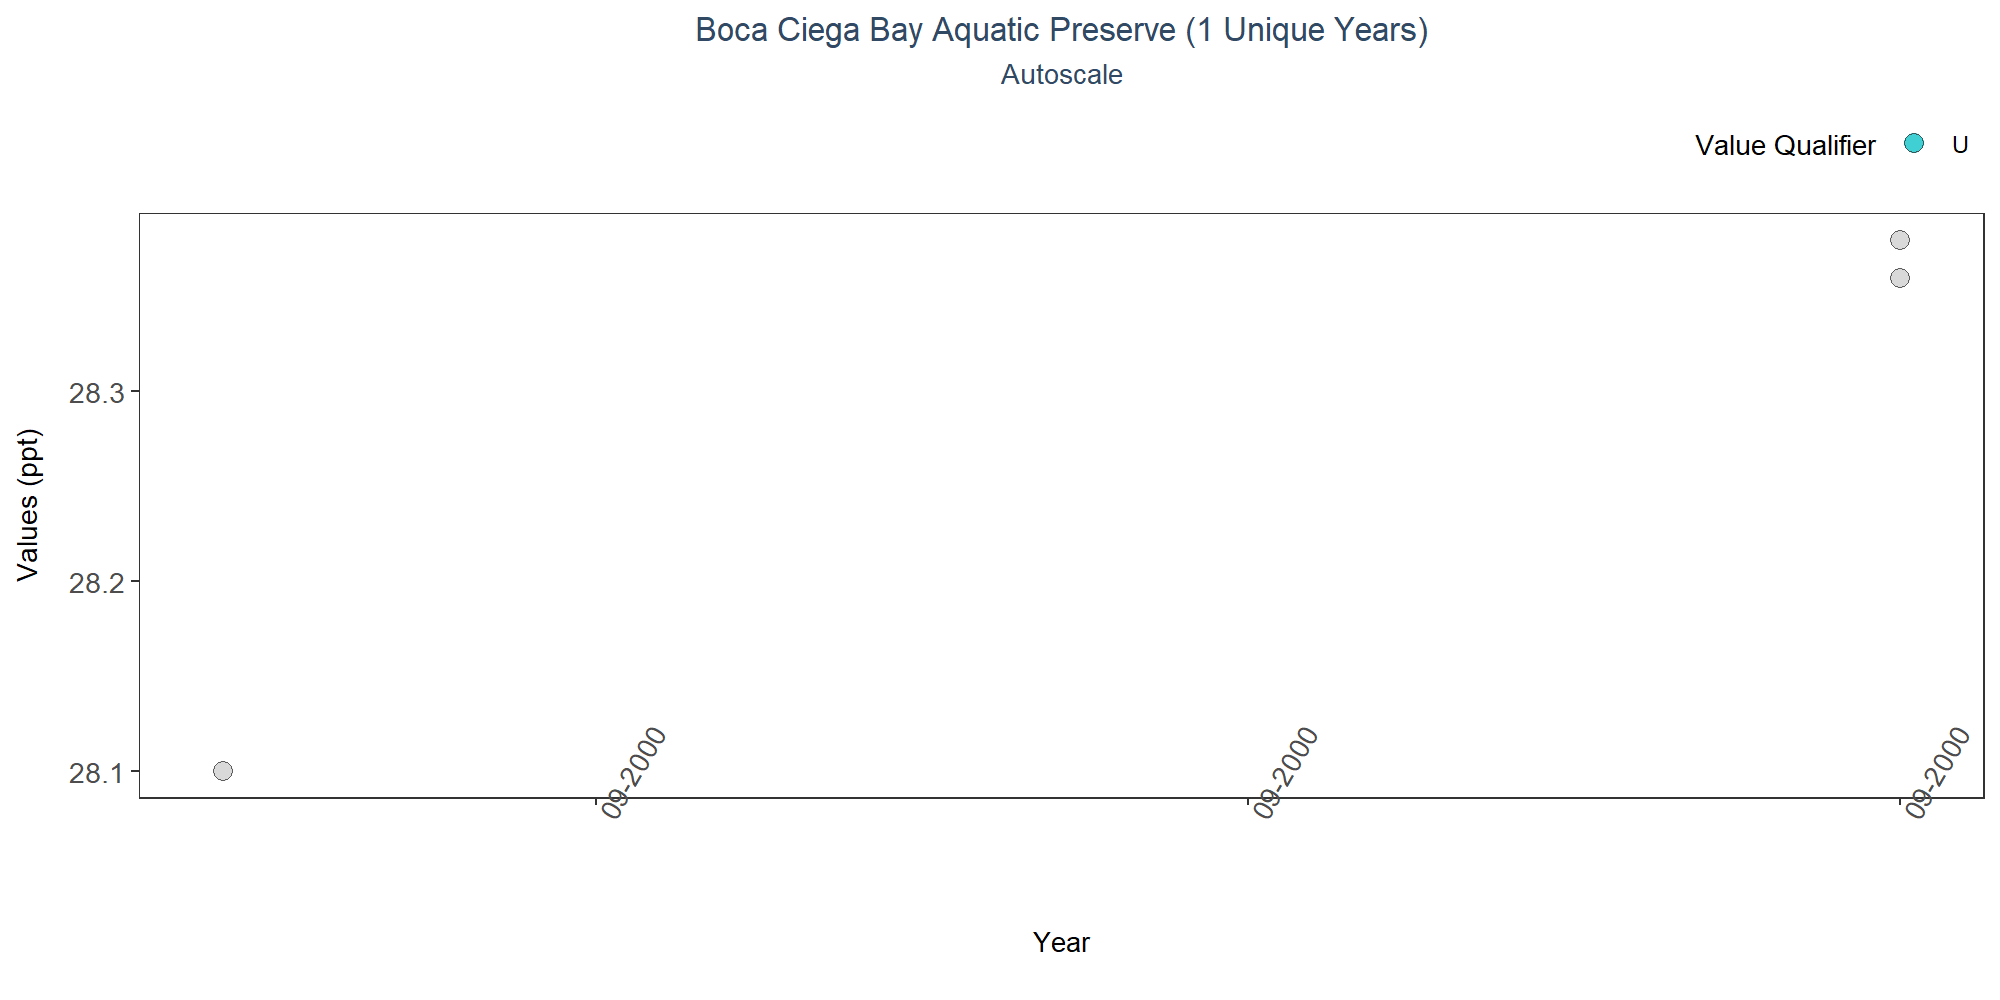 Boca Ciega Bay Aquatic Preserve (1 Unique Years)
Autoscale
Value Qualifier U
Values (ppt)
28.3
28.2
28.1
09-2000
09-2000
09-2000
Year